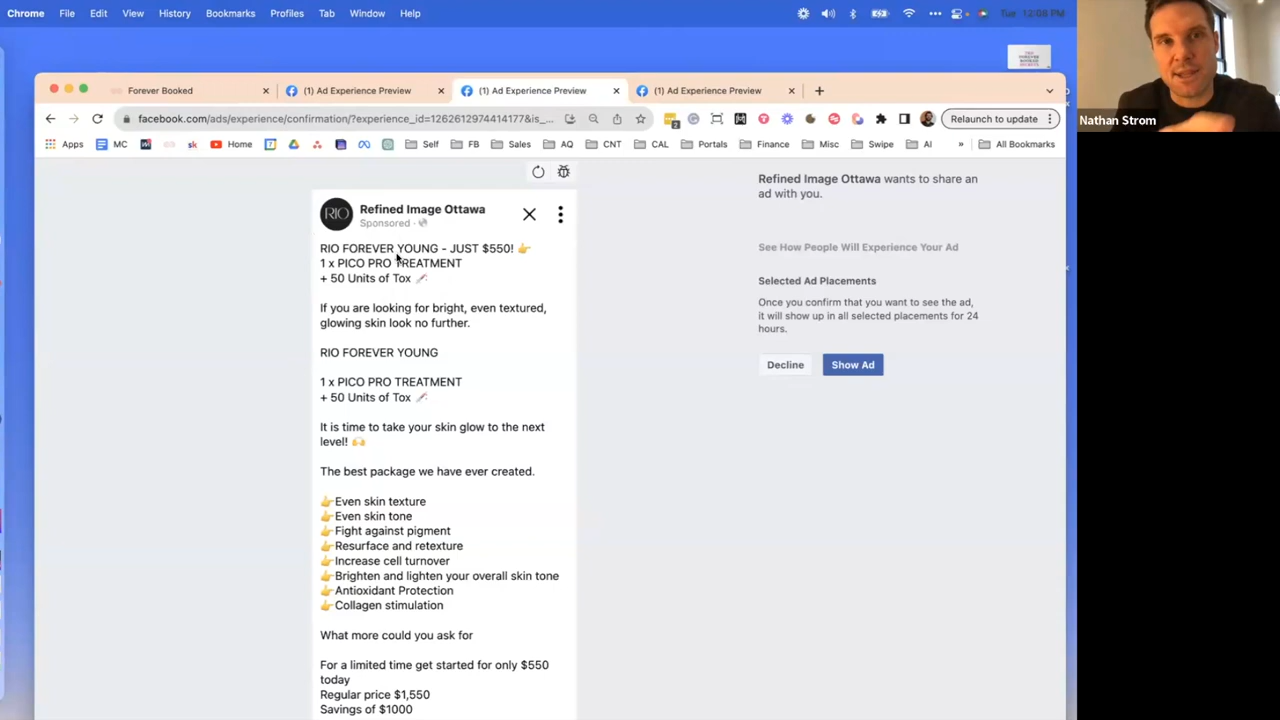 Chrome File Edit View History Bookmarks Profiles Tab Window Help Tue 12:08 PM
Forever Booked (1) Ad Experience Preview (1) Ad Experience Preview (1) Ad Experience Preview
facebook.com/ads/experience/confirmation/?experience_id=1262612974414177&is_... Relaunch to update
Apps MC Home Self FB Sales AQ CNT CAL Portals Finance Misc Swipe AI » All Bookmarks
Nathan Strom
RIO
Refined Image Ottawa
Sponsored ·
RIO FOREVER YOUNG - JUST $550! 👉
1 x PICO PRO TREATMENT
+ 50 Units of Tox 💉
If you are looking for bright, even textured,
glowing skin look no further.
RIO FOREVER YOUNG
1 x PICO PRO TREATMENT
+ 50 Units of Tox 💉
It is time to take your skin glow to the next
level! 🙌
The best package we have ever created.
👉Even skin texture
👉Even skin tone
👉Fight against pigment
👉Resurface and retexture
👉Increase cell turnover
👉Brighten and lighten your overall skin tone
👉Antioxidant Protection
👉Collagen stimulation
What more could you ask for
For a limited time get started for only $550
today
Regular price $1,550
Savings of $1000
Refined Image Ottawa wants to share an
ad with you.
See How People Will Experience Your Ad
Selected Ad Placements
Once you confirm that you want to see the ad,
it will show up in all selected placements for 24
hours.
Decline Show Ad